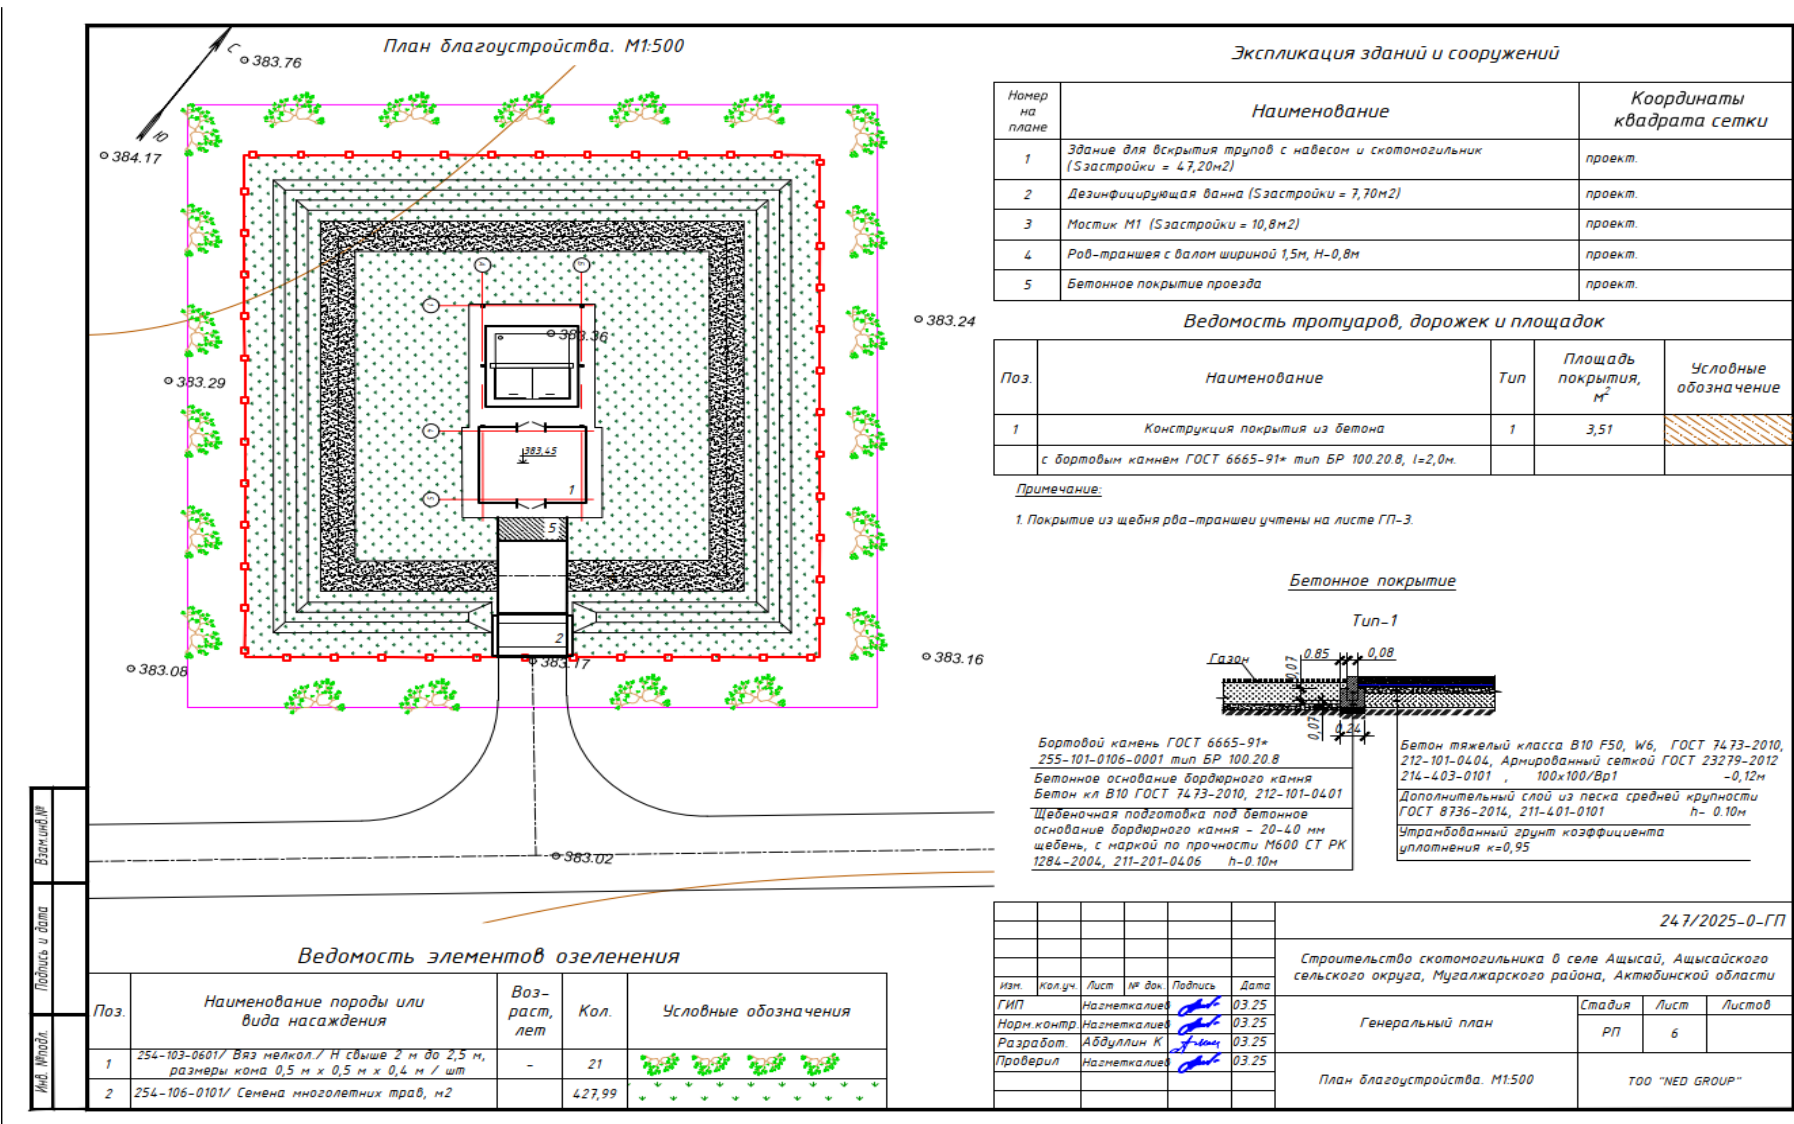 План благоустройства. М1:500
С
Ю
383.76
384.17
383.29
383.08
383.36
383.24
383,45
383.17
383.16
383.02
1
5
2
Экспликация зданий и сооружений
Номер на плане
Наименование
Координаты квадрата сетки
1
Здание для вскрытия трупов с навесом и скотомогильник
(Sзастройки = 47,20м2)
проект.
2
Дезинфицирующая ванна (Sзастройки = 7,70м2)
проект.
3
Мостик М1 (Sзастройки = 10,8м2)
проект.
4
Ров-траншея с валом шириной 1,5м, Н-0,8м
проект.
5
Бетонное покрытие проезда
проект.
Ведомость тротуаров, дорожек и площадок
Поз.
Наименование
Тип
Площадь покрытия, м2
Условные обозначение
1
Конструкция покрытия из бетона
1
3,51
с бортовым камнем ГОСТ 6665-91* тип БР 100.20.8, l=2,0м.
Примечание:
1. Покрытие из щебня рва-траншеи учтены на листе ГП-3.
Бетонное покрытие
Тип-1
Газон
0.85
0,08
0,07
0,07
0,24
Бортовой камень ГОСТ 6665-91*
255-101-0106-0001 тип БР 100.20.8
Бетонное основание бордюрного камня
Бетон кл В10 ГОСТ 7473-2010, 212-101-0401
Щебеночная подготовка под бетонное
основание бордюрного камня - 20-40 мм
щебень, с маркой по прочности М600 СТ РК
1284-2004, 211-201-0406 h-0.10м
Бетон тяжелый класса В10 F50, W6, ГОСТ 7473-2010,
212-101-0404, Армированный сеткой ГОСТ 23279-2012
214-403-0101 , 100х100/Вр1 -0,12м
Дополнительный слой из песка средней крупности
ГОСТ 8736-2014, 211-401-0101 h- 0.10м
Утрамбованный грунт коэффициента
уплотнения к=0,95
Ведомость элементов озеленения
Поз.
Наименование породы или вида насаждения
Воз-
раст,
лет
Кол.
Условные обозначения
1
254-103-0601/ Вяз мелкол./ Н свыше 2 м до 2,5 м,
размеры кома 0,5 м х 0,5 м х 0,4 м / шт
-
21
2
254-106-0101/ Семена многолетних трав, м2
427,99
247/2025-0-ГП
Строительство скотомогильника в селе Ащысай, Ащысайского
сельского округа, Мугалжарского района, Актюбинской области
Изм.
Кол.уч.
Лист
№ док.
Подпись
Дата
ГИП
Нагметкалиев
03.25
Норм.контр.
Нагметкалиев
03.25
Разработ.
Абдуллин К
03.25
Проверил
Нагметкалиев
03.25
Генеральный план
Стадия
Лист
Листов
РП
6
План благоустройства. М1:500
ТОО "NED GROUP"
Взам.инв.№
Подпись и дата
Инв. №подл.